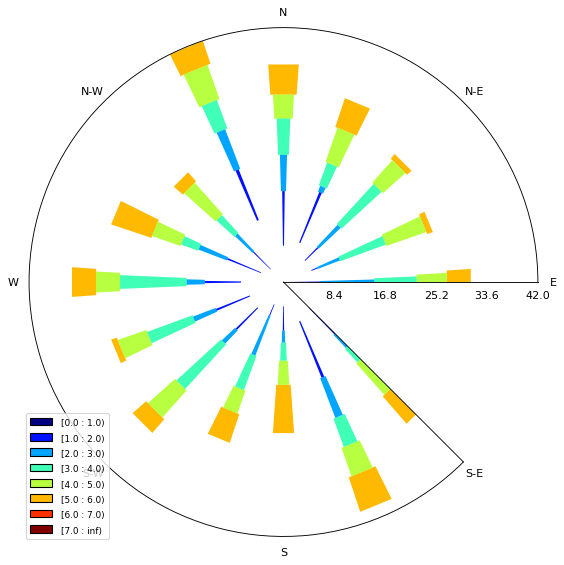 N
N-W
N-E
W
E
8.4 16.8 25.2 33.6 42.0
[0.0 : 1.0)
[1.0 : 2.0)
[2.0 : 3.0)
[3.0 : 4.0)
[4.0 : 5.0)
[5.0 : 6.0)
[6.0 : 7.0)
[7.0 : inf)
S-W
S-E
S